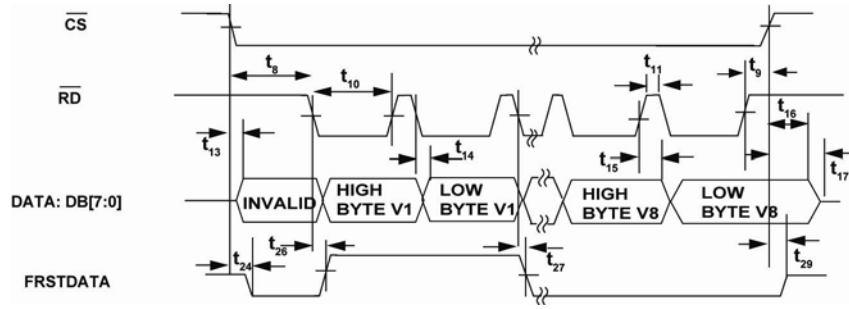 CS
t8
t10
t11
t9
RD
t13
t14
t15
t16
t17
DATA: DB[7:0]
INVALID
HIGH BYTE V1
LOW BYTE V1
HIGH BYTE V8
LOW BYTE V8
t24
t26
t27
t29
FRSTDATA